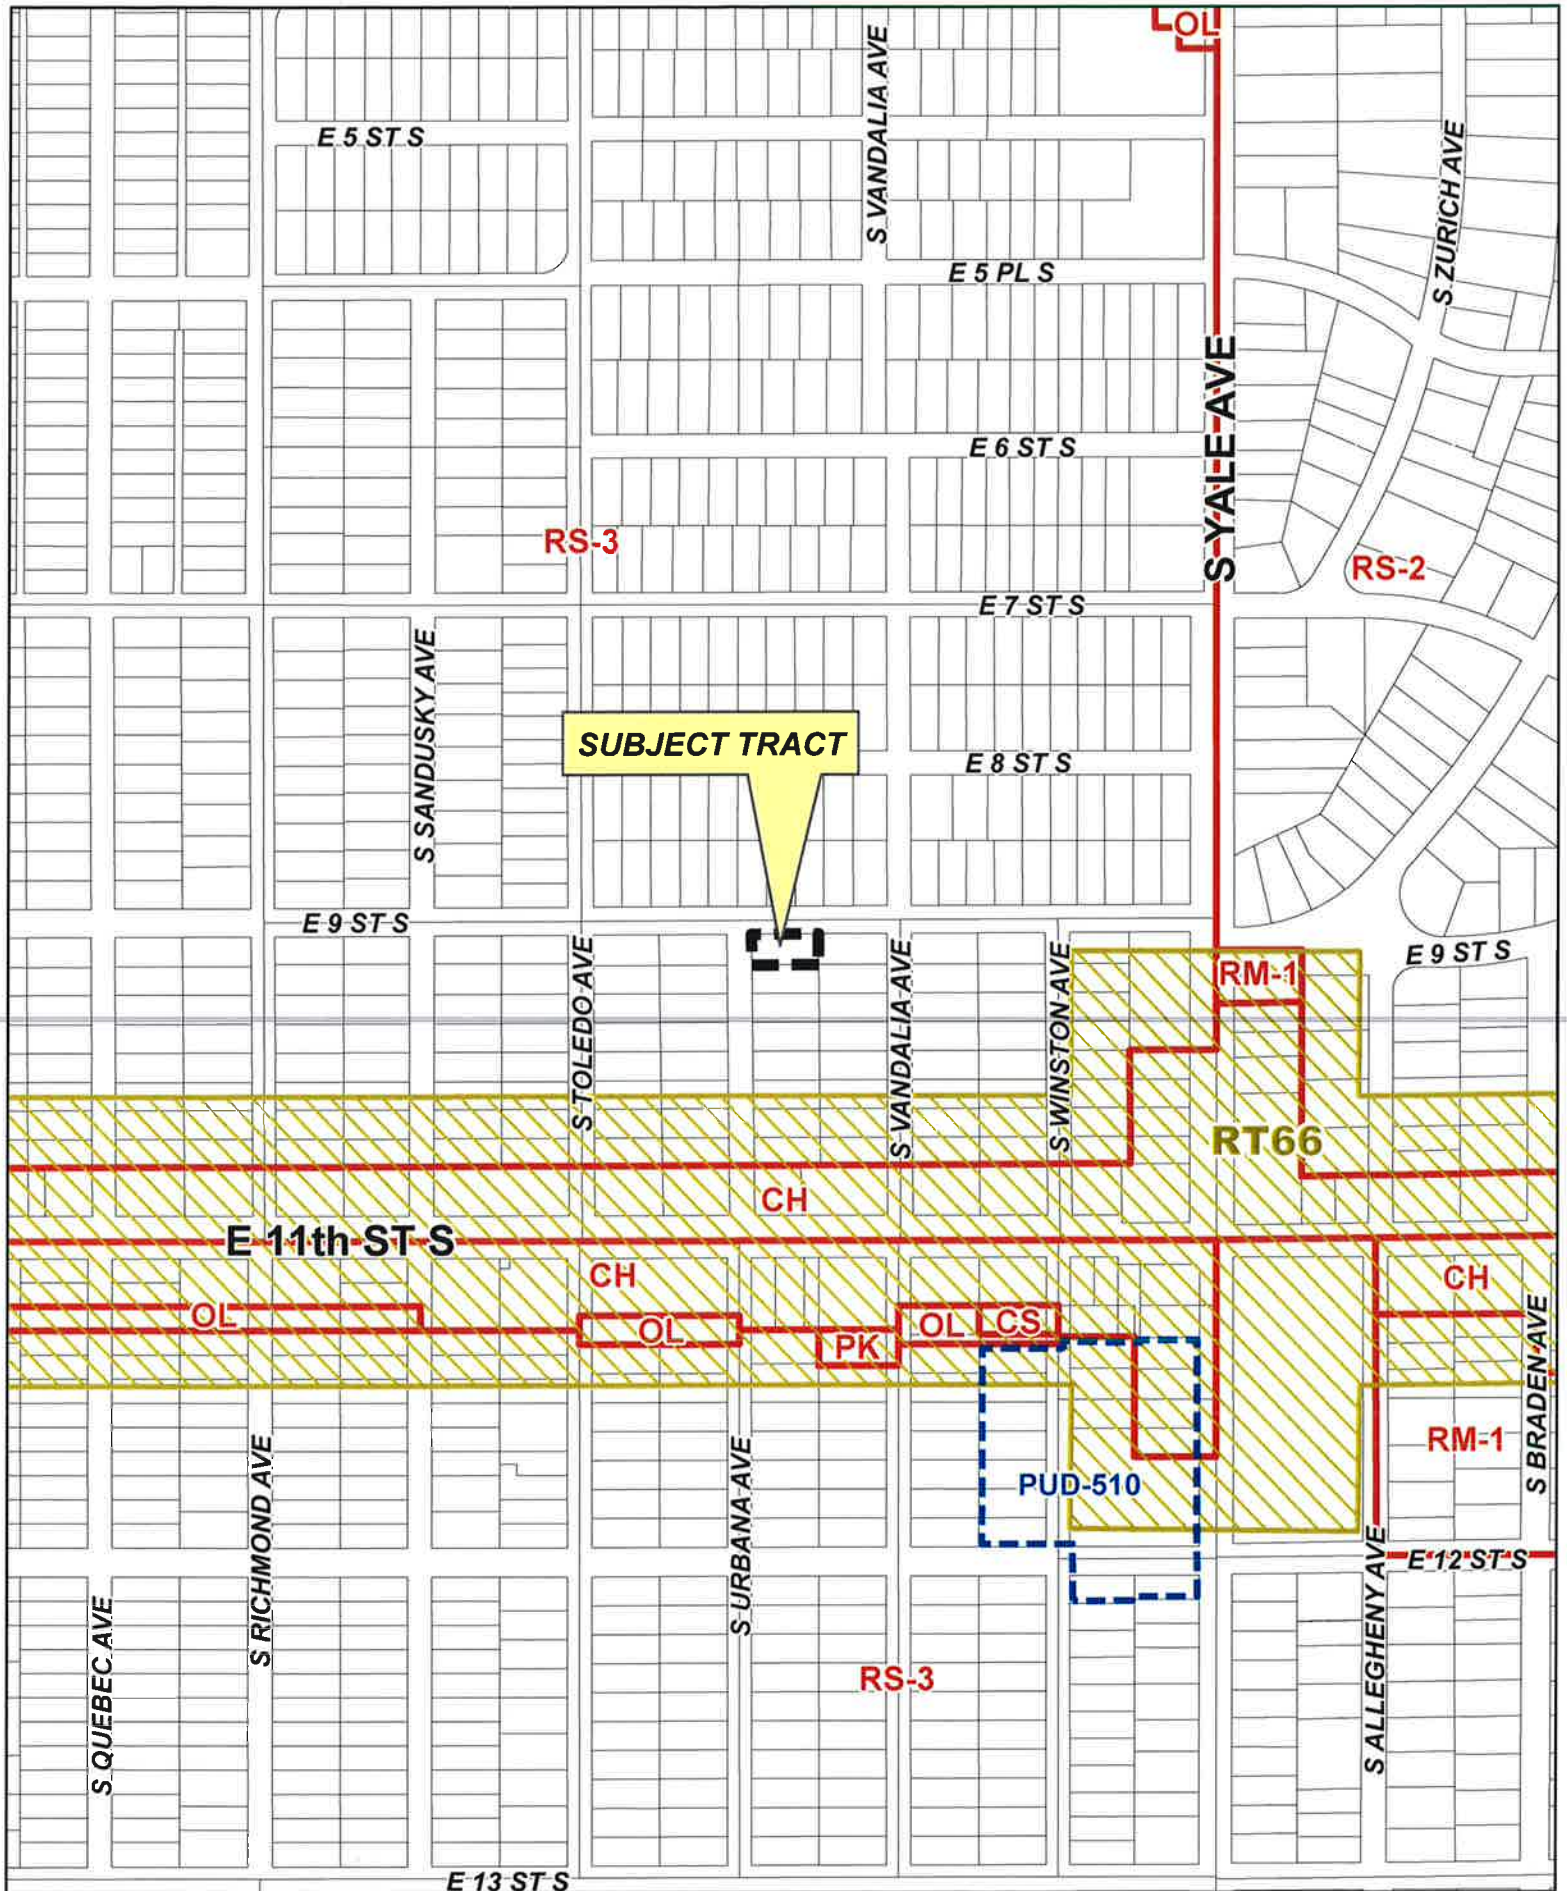 OL
S VANDALIA AVE
E 5 ST S
S ZURICH AVE
E 5 PL S
S YALE AVE
E 6 ST S
RS-3
RS-2
E 7 ST S
S SANDUSKY AVE
SUBJECT TRACT
E 8 ST S
E 9 ST S
S TOLEDO AVE
S VANDALIA AVE
S WINSTON AVE
E 9 ST S
RM-1
RT66
CH
E 11th ST S
CH
CH
OL
OL
OL
CS
PK
S BRADEN AVE
RM-1
PUD-510
S RICHMOND AVE
S URBANA AVE
E 12 ST S
S ALLEGHENY AVE
S QUEBEC AVE
RS-3
E 13 ST S